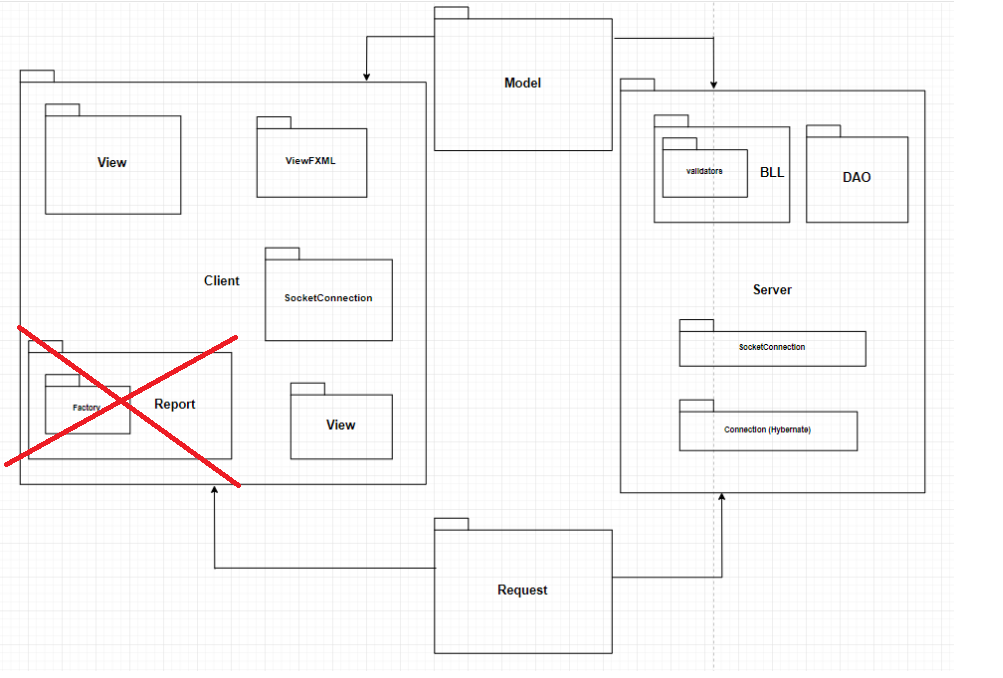 Model
View
ViewFXML
validators
BLL
DAO
Client
SocketConnection
Server
SocketConnection
Factory
Report
View
Connection (Hybernate)
Request